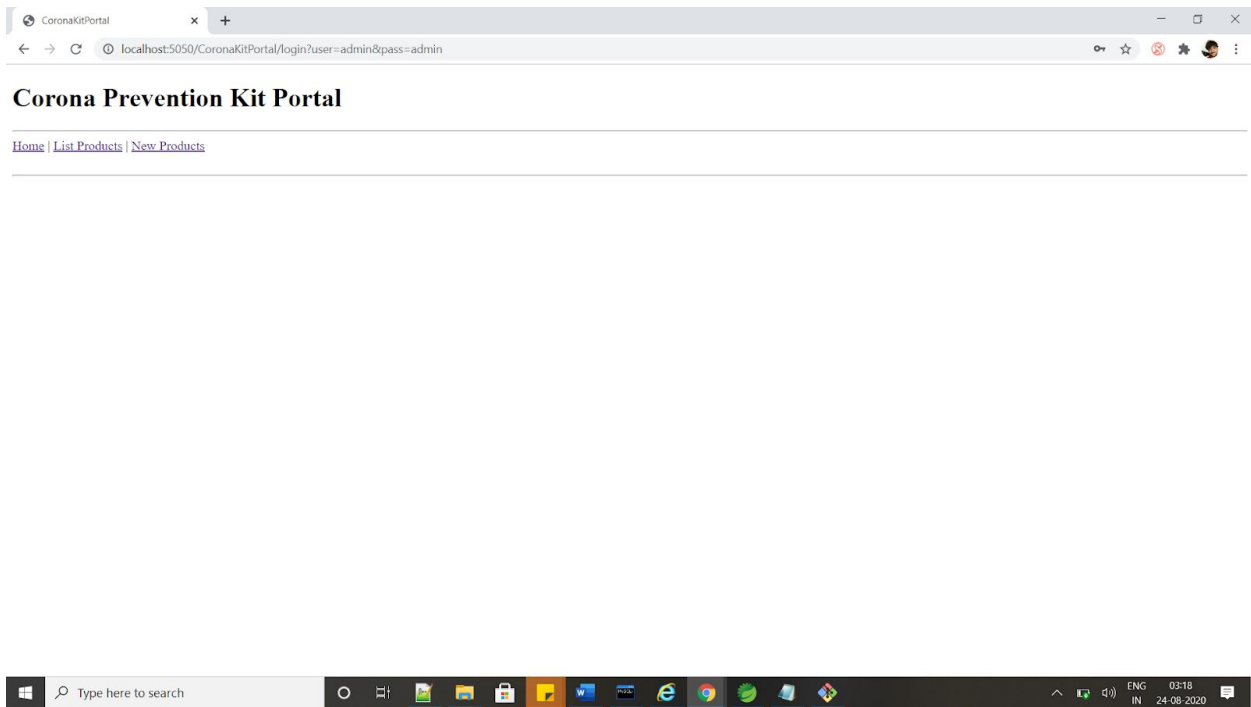 CoronaKitPortal
localhost:5050/CoronaKitPortal/login?user=admin&pass=admin
Corona Prevention Kit Portal
Home | List Products | New Products
Type here to search
ENG 03:18
IN 24-08-2020